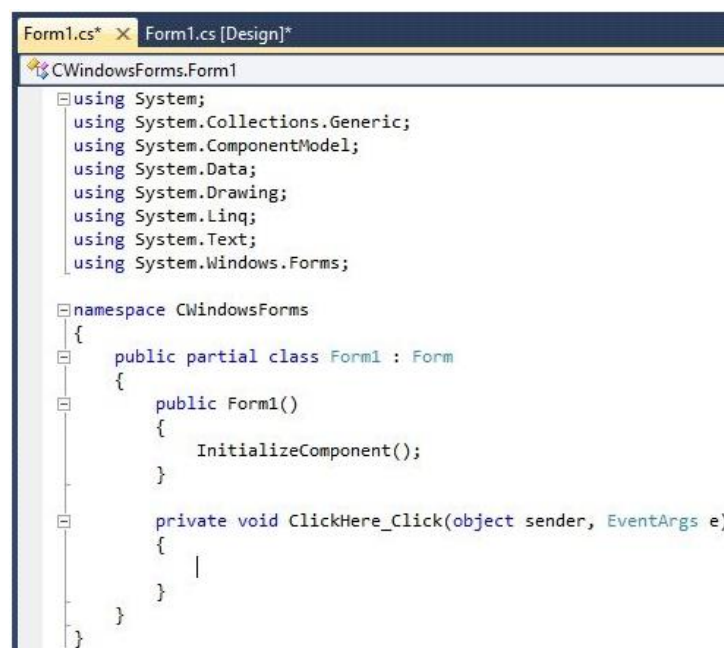 Form1.cs* Form1.cs [Design]*
CWindowsForms.Form1
using System;
using System.Collections.Generic;
using System.ComponentModel;
using System.Data;
using System.Drawing;
using System.Linq;
using System.Text;
using System.Windows.Forms;
namespace CWindowsForms
{
public partial class Form1 : Form
{
public Form1()
{
InitializeComponent();
}
private void ClickHere_Click(object sender, EventArgs e)
{
}
}
}